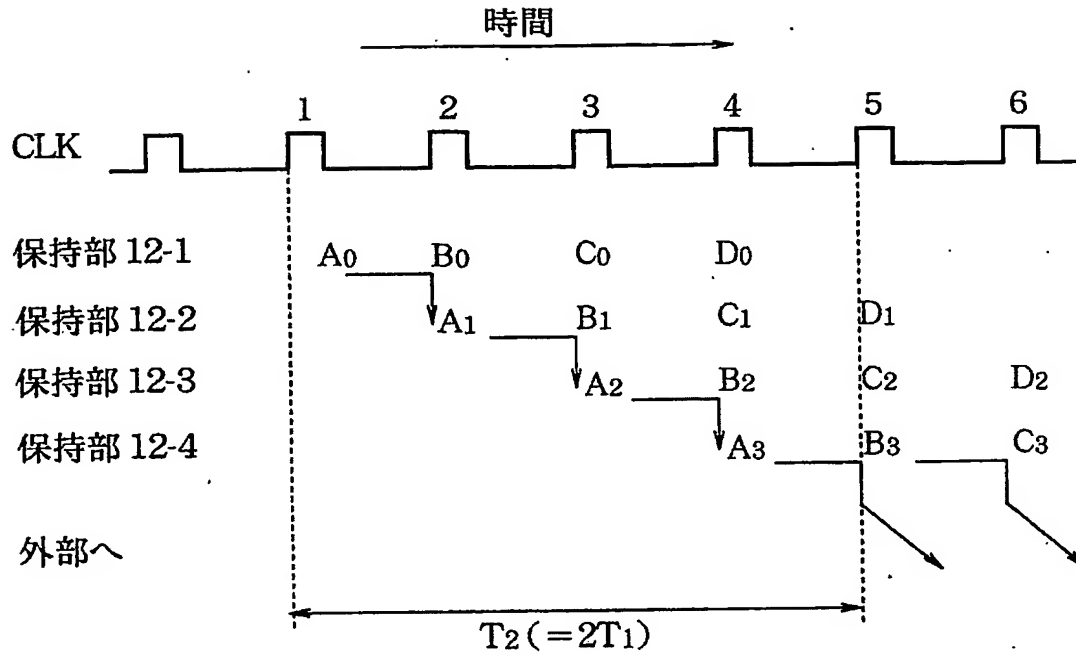 時間
1 2 3 4 5 6
CLK
保持部 12-1 A0 B0 C0 D0
保持部 12-2 A1 B1 C1 D1
保持部 12-3 A2 B2 C2 D2
保持部 12-4 A3 B3 C3
外部へ
T2 (=2T1)